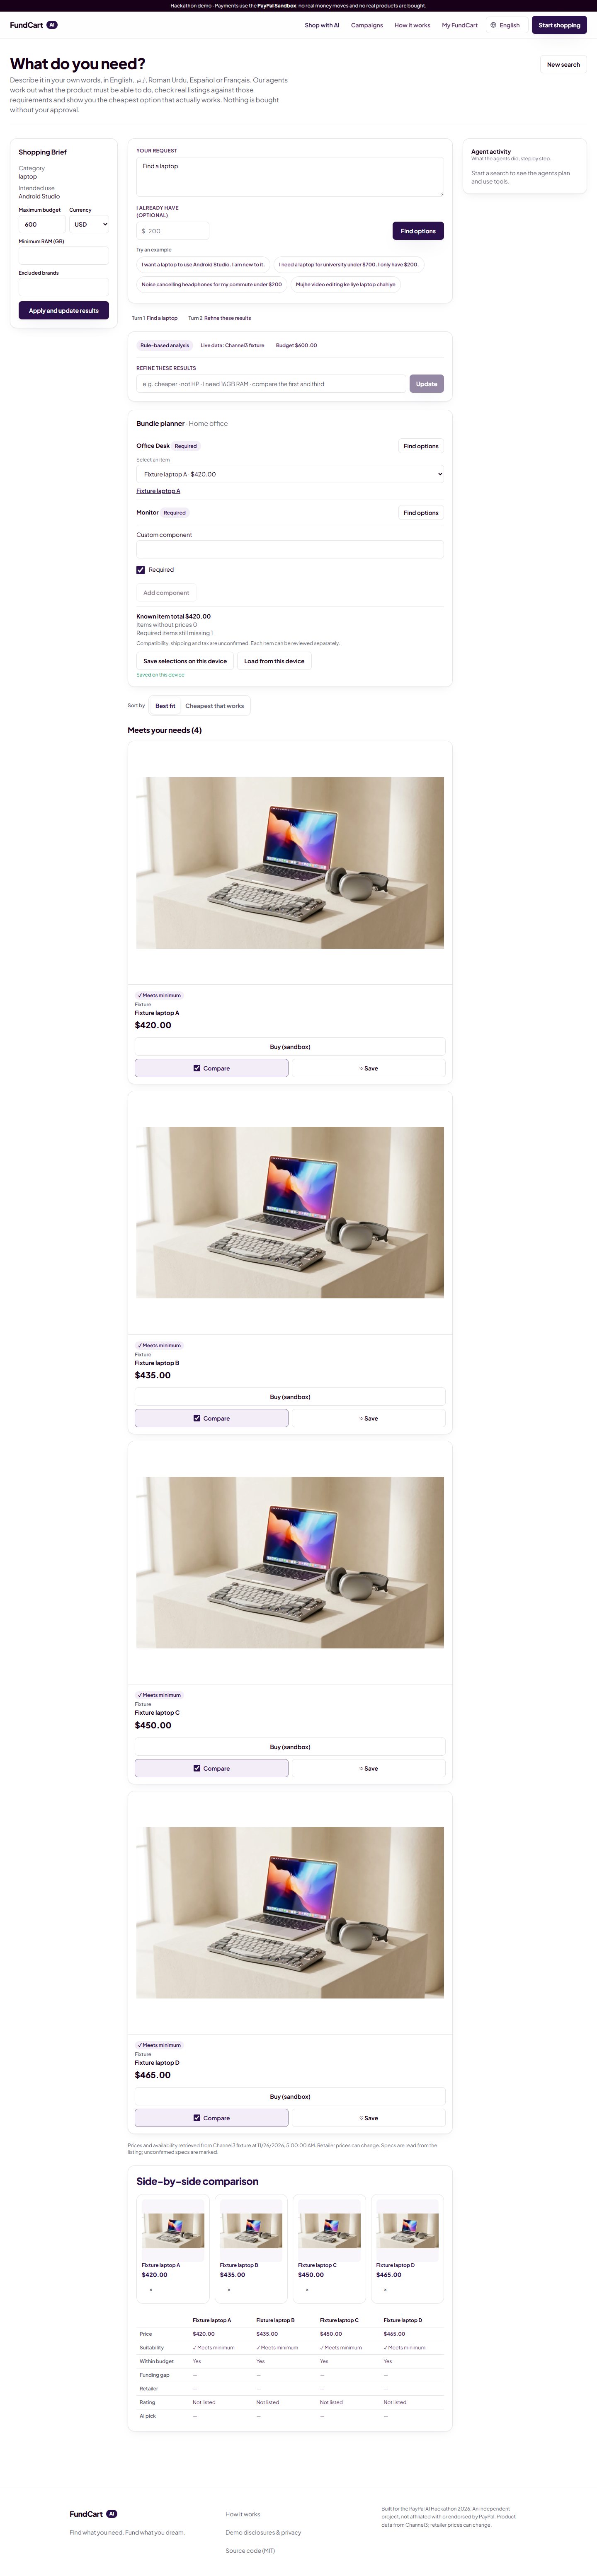 Hackathon demo · Payments use the PayPal Sandbox: no real money moves and no real products are bought.
FundCart AI
Shop with AI
Campaigns
How it works
My FundCart
English
Start shopping
What do you need?
New search
Describe it in your own words, in English, اردو, Roman Urdu, Español or Français. Our agents
work out what the product must be able to do, check real listings against those
requirements and show you the cheapest option that actually works. Nothing is bought
without your approval.
Shopping Brief
Category
laptop
Intended use
Android Studio
Maximum budget
Currency
600
USD
Minimum RAM (GB)
Excluded brands
Apply and update results
YOUR REQUEST
Find a laptop
I ALREADY HAVE
(OPTIONAL)
$ 200
Find options
Try an example
I want a laptop to use Android Studio. I am new to it.
I need a laptop for university under $700. I only have $200.
Noise cancelling headphones for my commute under $200
Mujhe video editing ke liye laptop chahiye
Agent activity
What the agents did, step by step.
Start a search to see the agents plan
and use tools.
Turn 1 Find a laptop
Turn 2 Refine these results
Rule-based analysis
Live data: Channel3 fixture
Budget $600.00
REFINE THESE RESULTS
e.g. cheaper · not HP · I need 16GB RAM · compare the first and third
Update
Bundle planner · Home office
Office Desk Required
Find options
Select an item
Fixture laptop A · $420.00
Fixture laptop A
Monitor Required
Find options
Custom component
Required
Add component
Known item total $420.00
Items without prices 0
Required items still missing 1
Compatibility, shipping and tax are unconfirmed. Each item can be reviewed separately.
Save selections on this device
Load from this device
Saved on this device
Sort by
Best fit
Cheapest that works
Meets your needs (4)
✓ Meets minimum
Fixture
Fixture laptop A
$420.00
Buy (sandbox)
Compare
♡ Save
✓ Meets minimum
Fixture
Fixture laptop B
$435.00
Buy (sandbox)
Compare
♡ Save
✓ Meets minimum
Fixture
Fixture laptop C
$450.00
Buy (sandbox)
Compare
♡ Save
✓ Meets minimum
Fixture
Fixture laptop D
$465.00
Buy (sandbox)
Compare
♡ Save
Prices and availability retrieved from Channel3 fixture at 11/26/2026, 5:00:00 AM. Retailer prices can change. Specs are read from the
listing; unconfirmed specs are marked.
Side-by-side comparison
Fixture laptop A
$420.00
Fixture laptop B
$435.00
Fixture laptop C
$450.00
Fixture laptop D
$465.00
Fixture laptop A Fixture laptop B Fixture laptop C Fixture laptop D
Price $420.00 $435.00 $450.00 $465.00
Suitability ✓ Meets minimum ✓ Meets minimum ✓ Meets minimum ✓ Meets minimum
Within budget Yes Yes Yes Yes
Funding gap — — — —
Retailer — — — —
Rating Not listed Not listed Not listed Not listed
AI pick — — — —
FundCart AI
Find what you need. Fund what you dream.
How it works
Demo disclosures & privacy
Source code (MIT)
Built for the PayPal AI Hackathon 2026. An independent
project, not affiliated with or endorsed by PayPal. Product
data from Channel3; retailer prices can change.